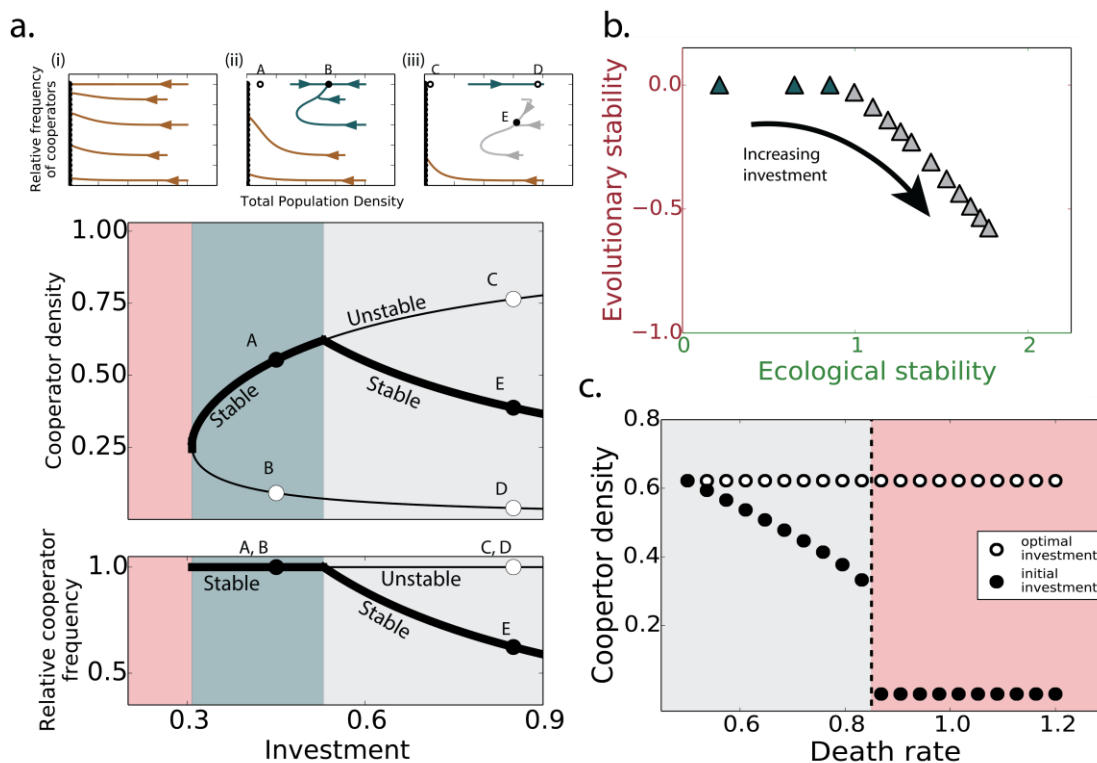 a.
(i)
(ii)
(iii)
A
B
C
D
E
Relative frequency
of cooperators
Total Population Density
Cooperator density
1.00
0.75
0.50
0.25
A
B
C
D
E
Stable
Unstable
Stable
Relative cooperator
frequency
1.0
0.5
A, B
C, D
E
Stable
Unstable
Stable
0.3
0.6
0.9
Investment
b.
Evolutionary stability
0.0
−0.5
−1.0
Increasing
investment
0
1
2
Ecological stability
c.
Coopertor density
0.8
0.6
0.4
0.2
optimal
investment
initial
investment
0.6
0.8
1.0
1.2
Death rate